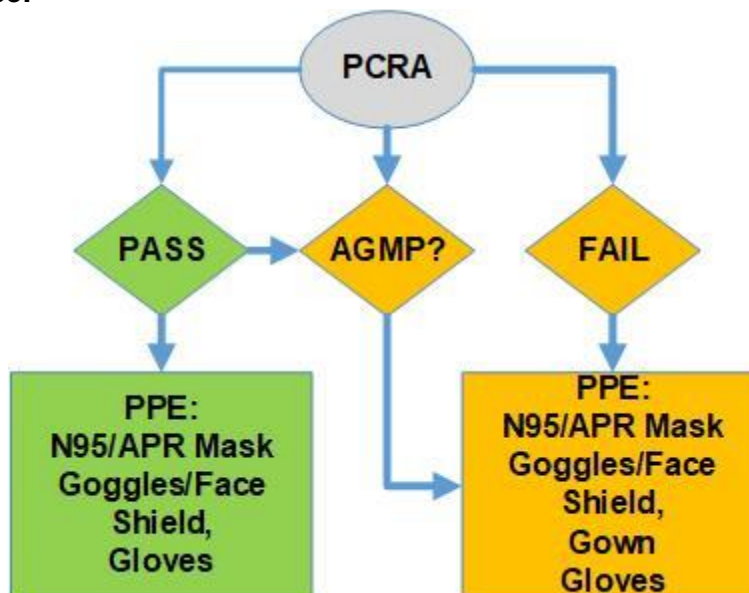 PCRA
PASS
AGMP?
FAIL
PPE:
N95/APR Mask
Goggles/Face
Shield,
Gloves
PPE:
N95/APR Mask
Goggles/Face
Shield,
Gown
Gloves